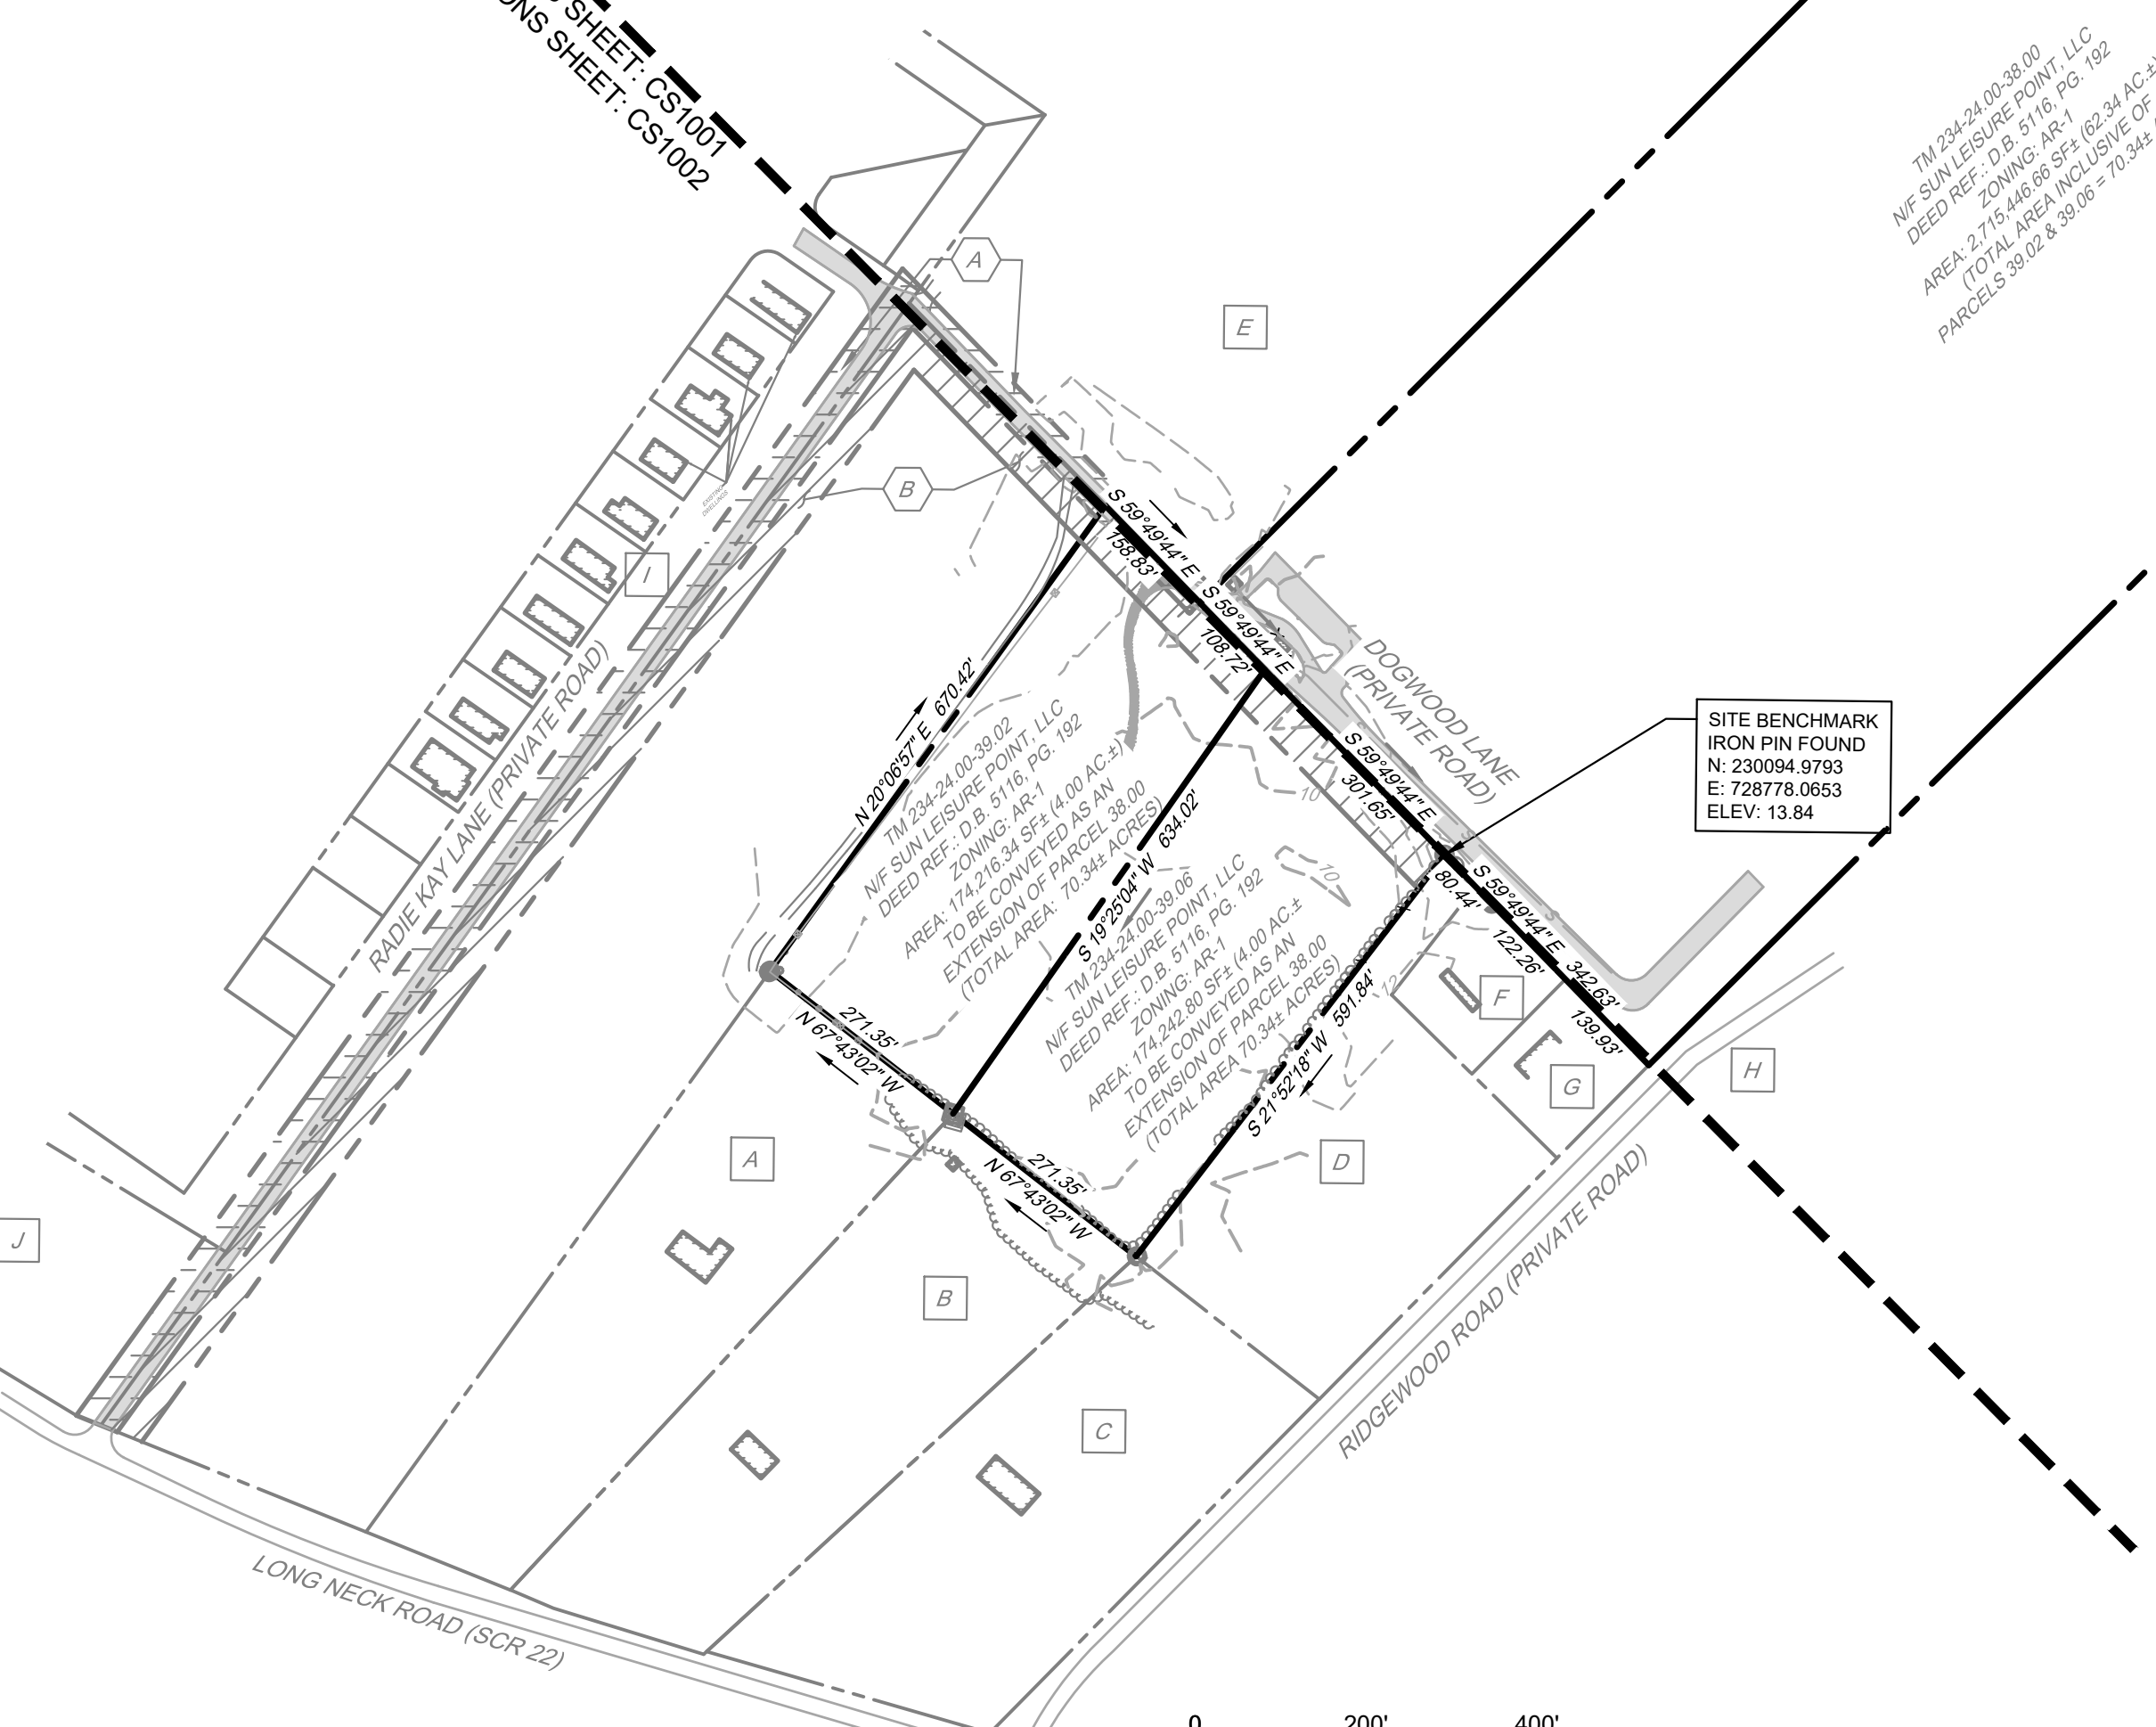 SHEET: CS1001
ONS SHEET: CS1002
TM 234-24.00-38.00
N/F SUN LEISURE POINT, LLC
DEED REF.: D.B. 5116, PG. 192
ZONING: AR-1
AREA: 2,715,446.66 SF± (62.34 AC.±)
(TOTAL AREA INCLUSIVE OF
PARCELS 39.02 & 39.06 = 70.34±
A
E
B
EXISTING
DWELLINGS
I
S 59°49'44" E
158.83'
S 59°49'44" E
108.72'
DOGWOOD LANE
(PRIVATE ROAD)
S 59°49'44" E
301.65'
SITE BENCHMARK
IRON PIN FOUND
N: 230094.9793
E: 728778.0653
ELEV: 13.84
RADIE KAY LANE (PRIVATE ROAD)
N 20°06'57" E 670.42'
TM 234-24.00-39.02
N/F SUN LEISURE POINT, LLC
DEED REF.: D.B. 5116, PG. 192
ZONING: AR-1
AREA: 174,216.34 SF± (4.00 AC.±)
TO BE CONVEYED AS AN
EXTENSION OF PARCEL 38.00
(TOTAL AREA: 70.34± ACRES)
S 19°25'04" W 634.02'
10
10
12
TM 234-24.00-39.06
N/F SUN LEISURE POINT, LLC
DEED REF.: D.B. 5116, PG. 192
ZONING: AR-1
AREA: 174,242.80 SF± (4.00 AC.±
TO BE CONVEYED AS AN
EXTENSION OF PARCEL 38.00
(TOTAL AREA 70.34± ACRES)
S 21°52'18" W 591.84'
80.44'
S 59°49'44" E 342.63'
122.26'
139.93'
F
G
H
271.35'
N 67°43'02" W
271.35'
N 67°43'02" W
A
D
B
J
C
RIDGEWOOD ROAD (PRIVATE ROAD)
LONG NECK ROAD (SCR 22)
0 200' 400'